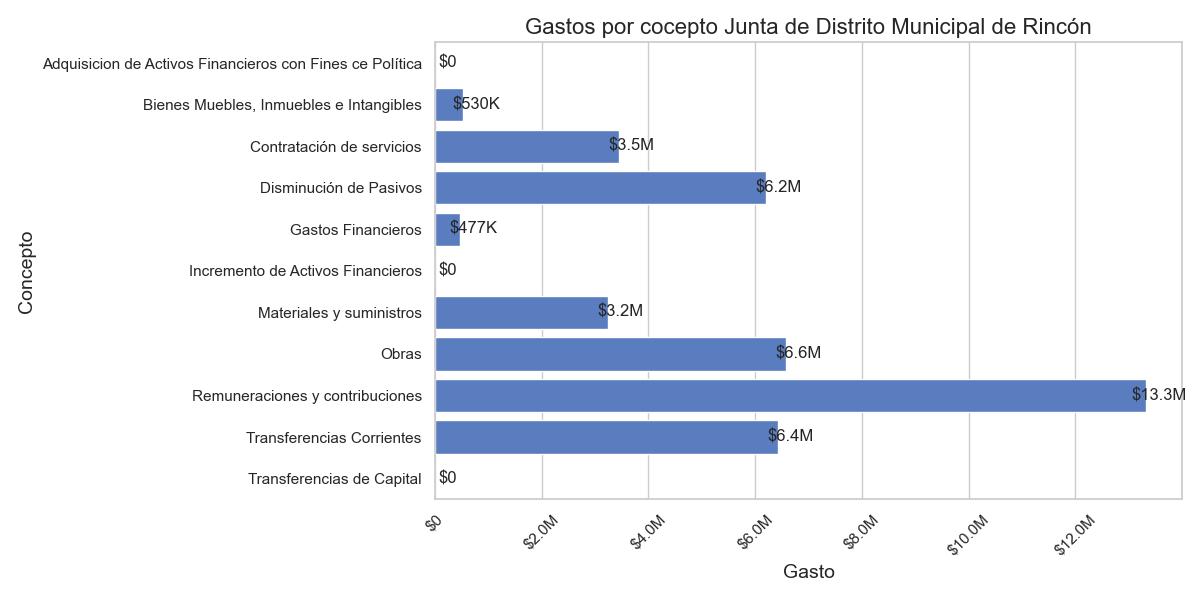 Gastos por cocepto Junta de Distrito Municipal de Rincón
Concepto
Adquisicion de Activos Financieros con Fines ce Política $0
Bienes Muebles, Inmuebles e Intangibles $530K
Contratación de servicios $3.5M
Disminución de Pasivos $6.2M
Gastos Financieros $477K
Incremento de Activos Financieros $0
Materiales y suministros $3.2M
Obras $6.6M
Remuneraciones y contribuciones $13.3M
Transferencias Corrientes $6.4M
Transferencias de Capital $0
$0 $2.0M $4.0M $6.0M $8.0M $10.0M $12.0M
Gasto